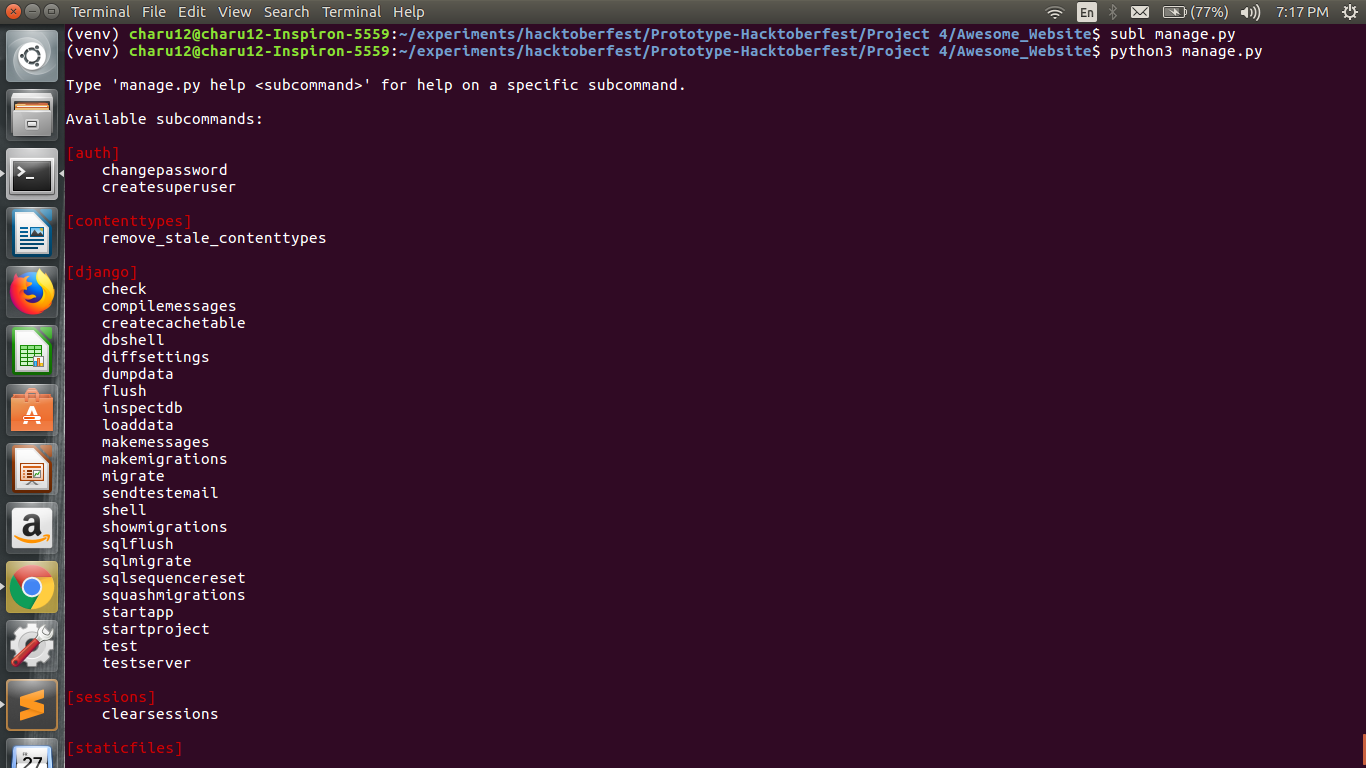 Terminal File Edit View Search Terminal Help En (77%) 7:17 PM
(venv) charu12@charu12-Inspiron-5559:~/experiments/hacktoberfest/Prototype-Hacktoberfest/Project 4/Awesome_Website$ subl manage.py
(venv) charu12@charu12-Inspiron-5559:~/experiments/hacktoberfest/Prototype-Hacktoberfest/Project 4/Awesome_Website$ python3 manage.py
Type 'manage.py help <subcommand>' for help on a specific subcommand.
Available subcommands:
[auth]
changepassword
createsuperuser
[contenttypes]
remove_stale_contenttypes
[django]
check
compilemessages
createcachetable
dbshell
diffsettings
dumpdata
flush
inspectdb
loaddata
makemessages
makemigrations
migrate
sendtestemail
shell
showmigrations
sqlflush
sqlmigrate
sqlsequencereset
squashmigrations
startapp
startproject
test
testserver
[sessions]
clearsessions
[staticfiles]
27